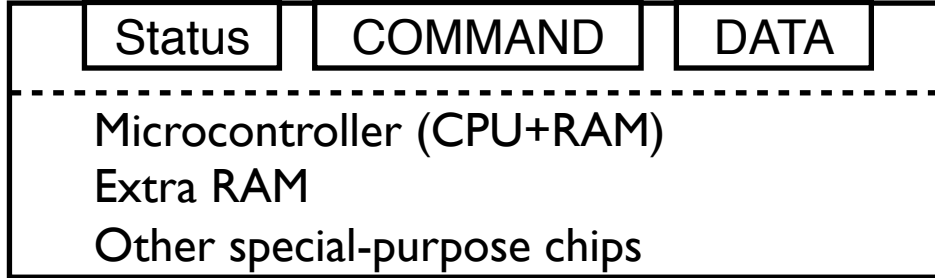 Status COMMAND DATA
Microcontroller (CPU+RAM)
Extra RAM
Other special-purpose chips